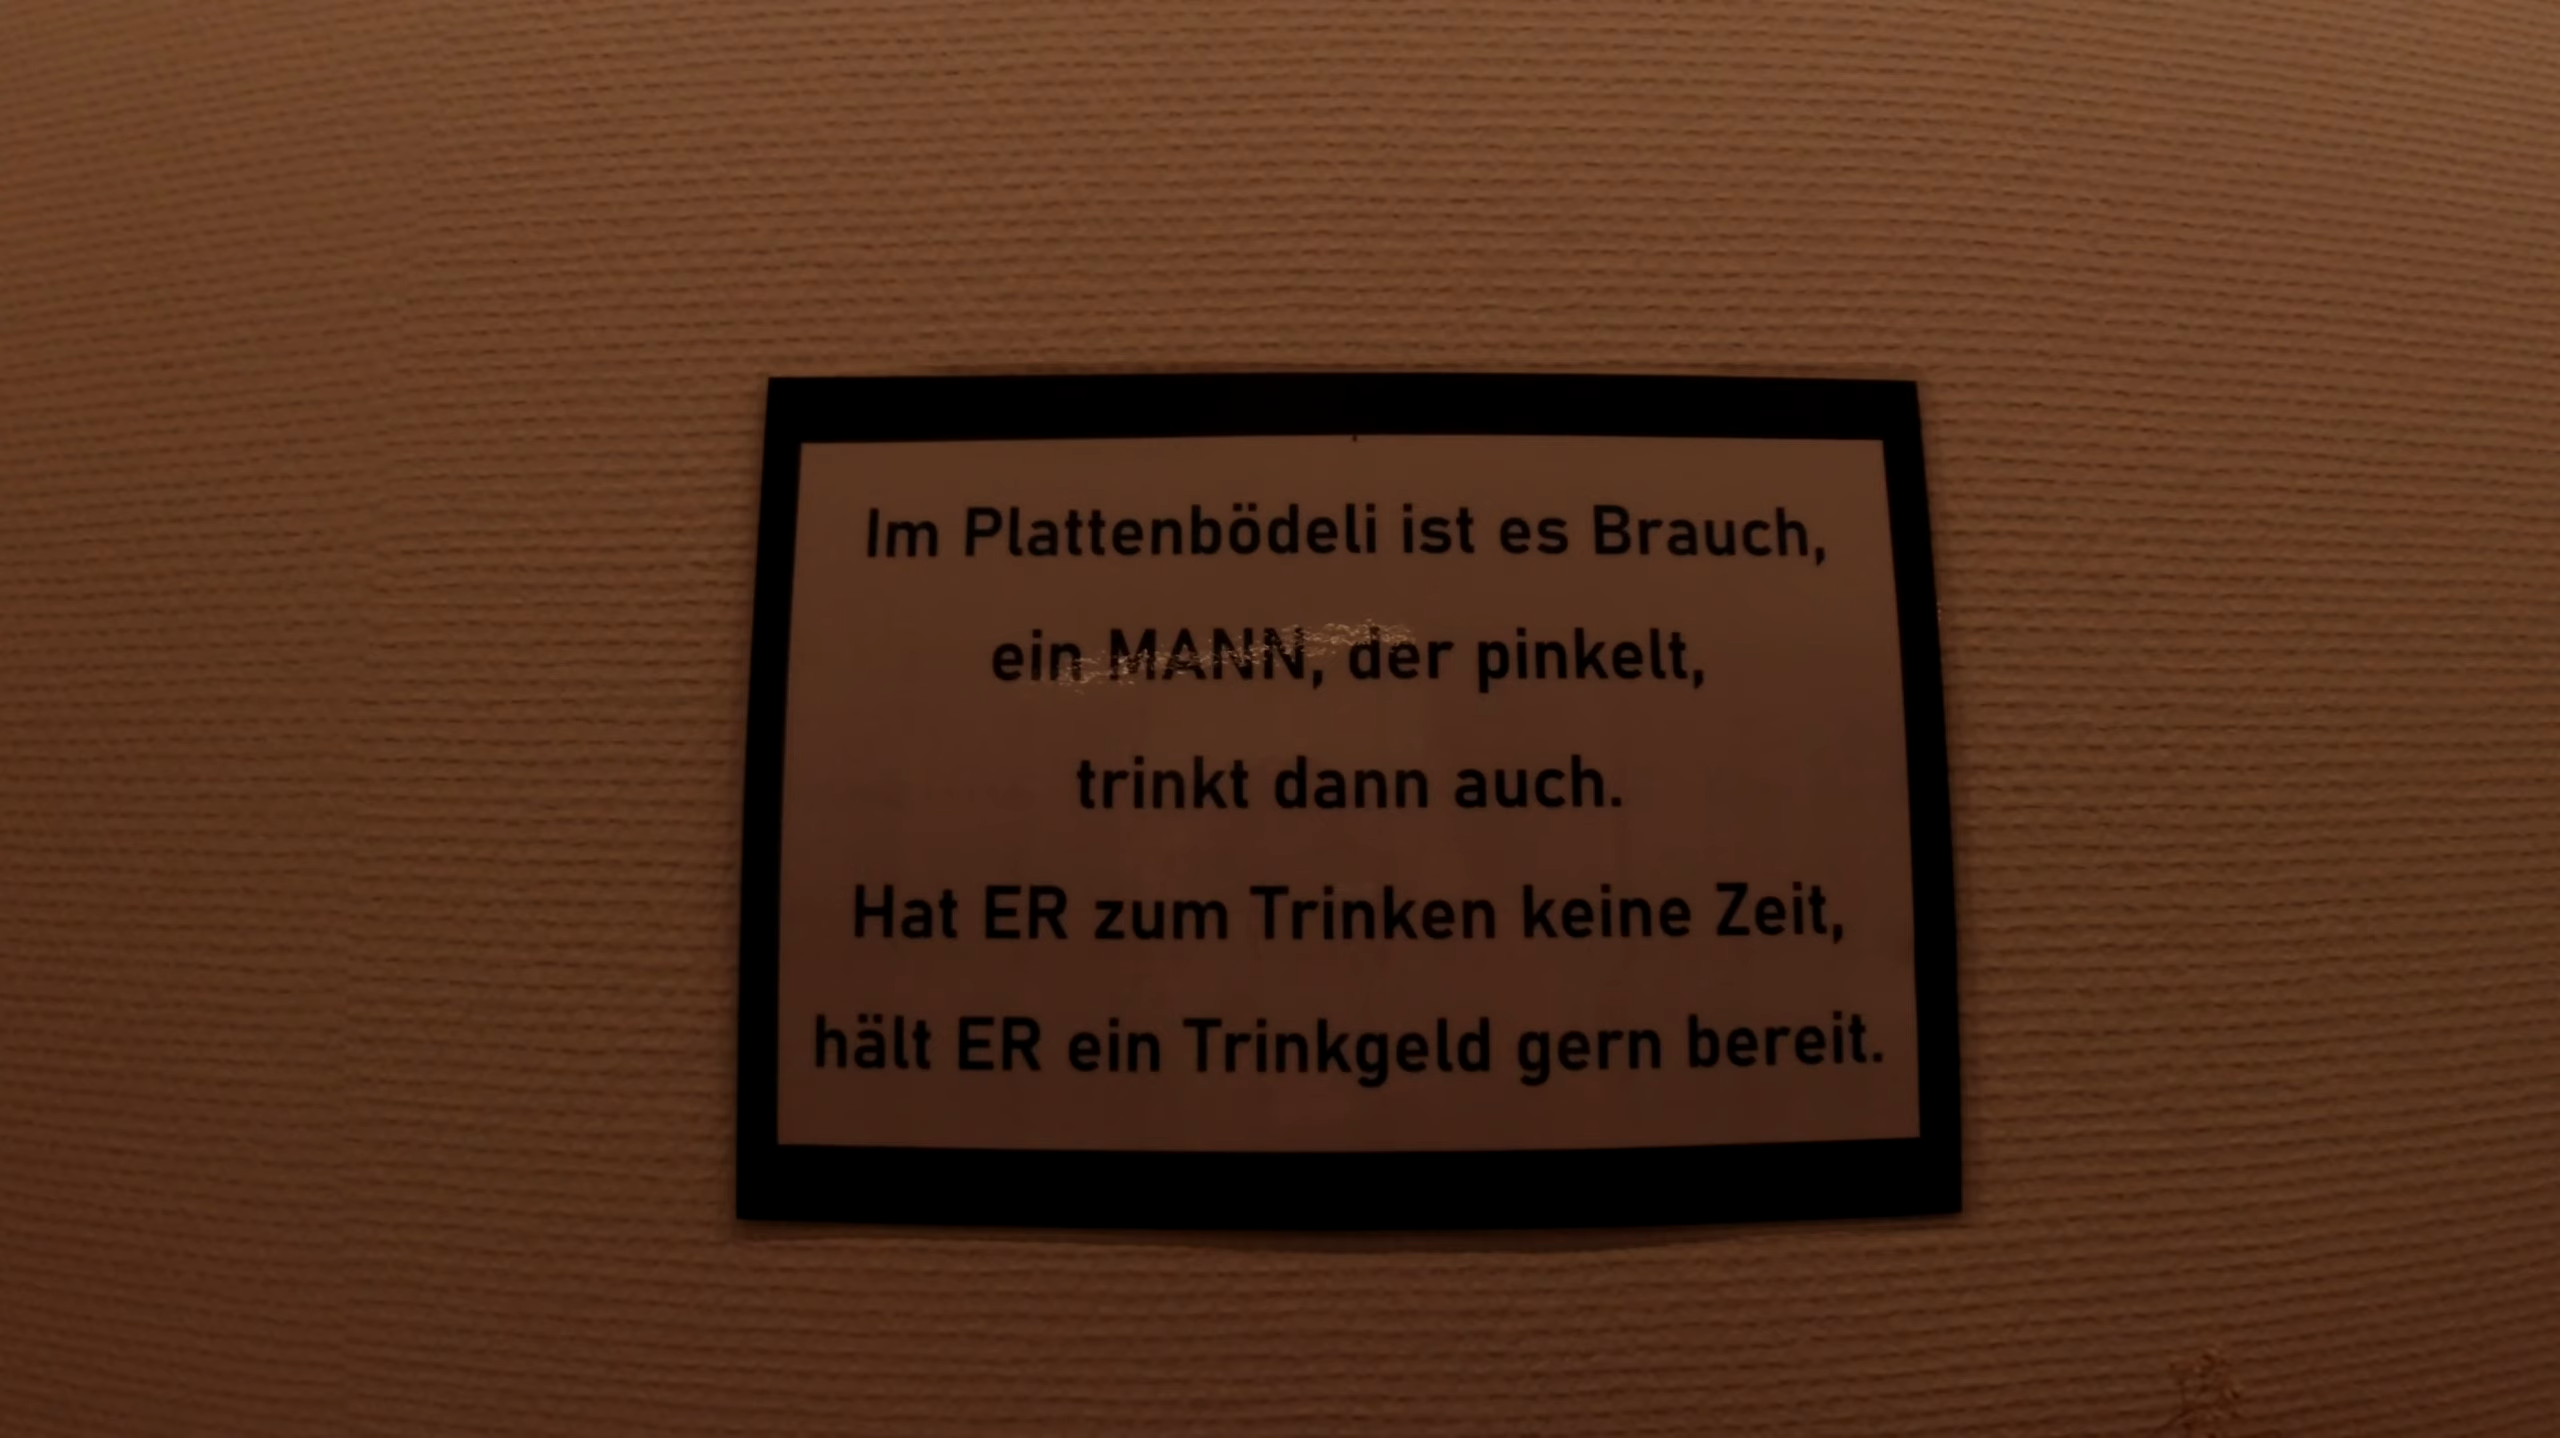 Im Plattenbödeli ist es Brauch,
ein MANN, der pinkelt,
trinkt dann auch.
Hat ER zum Trinken keine Zeit,
hält ER ein Trinkgeld gern bereit.